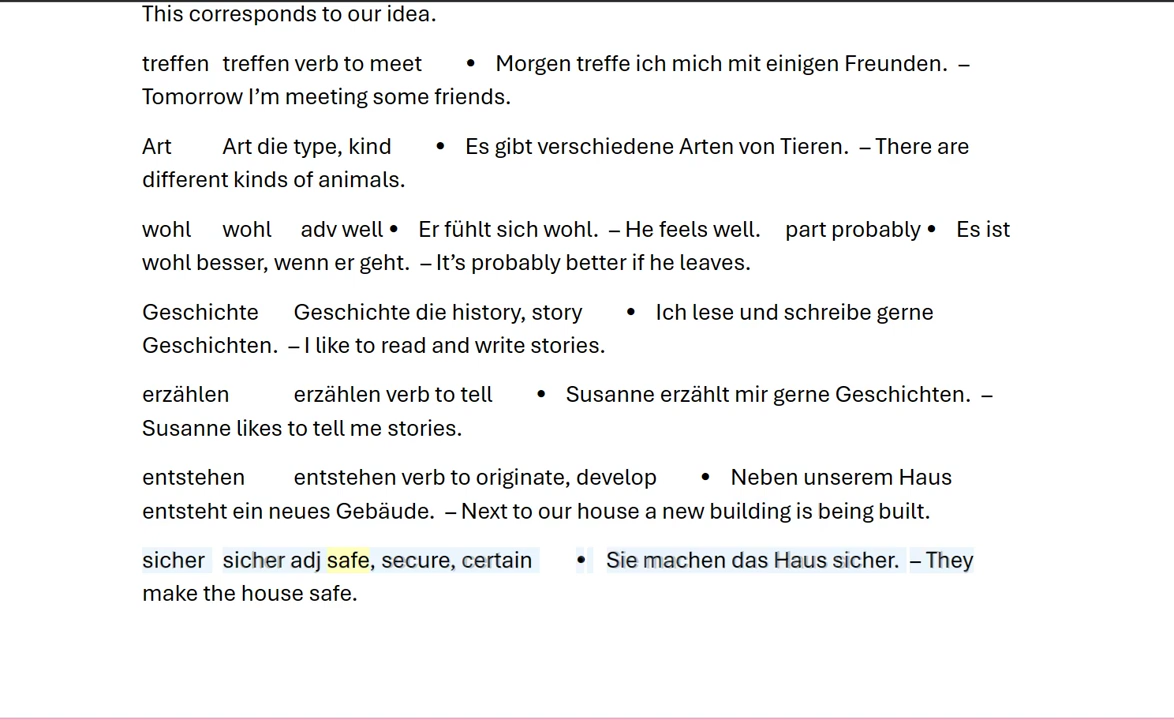 This corresponds to our idea.
treffen treffen verb to meet • Morgen treffe ich mich mit einigen Freunden. –
Tomorrow I’m meeting some friends.
Art Art die type, kind • Es gibt verschiedene Arten von Tieren. – There are
different kinds of animals.
wohl wohl adv well • Er fühlt sich wohl. – He feels well. part probably • Es ist
wohl besser, wenn er geht. – It’s probably better if he leaves.
Geschichte Geschichte die history, story • Ich lese und schreibe gerne
Geschichten. – I like to read and write stories.
erzählen erzählen verb to tell • Susanne erzählt mir gerne Geschichten. –
Susanne likes to tell me stories.
entstehen entstehen verb to originate, develop • Neben unserem Haus
entsteht ein neues Gebäude. – Next to our house a new building is being built.
sicher sicher adj safe, secure, certain • Sie machen das Haus sicher. – They
make the house safe.